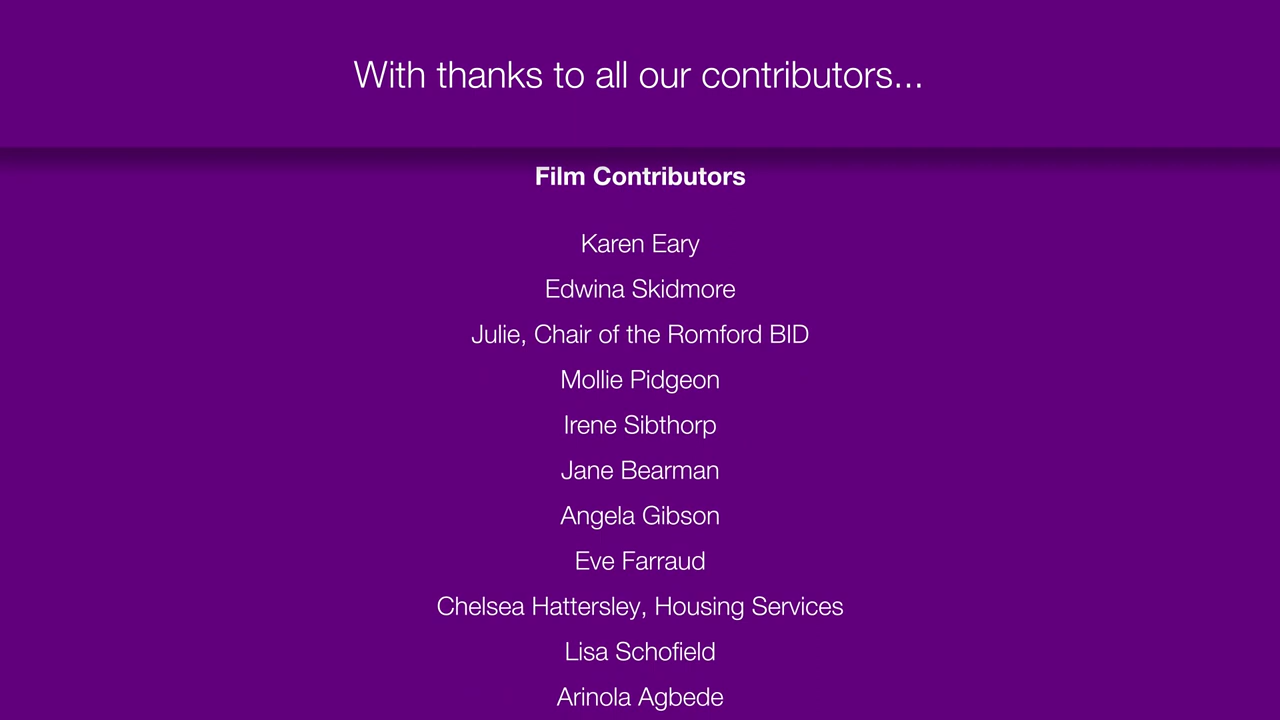 With thanks to all our contributors...
Film Contributors
Karen Eary
Edwina Skidmore
Julie, Chair of the Romford BID
Mollie Pidgeon
Irene Sibthorp
Jane Bearman
Angela Gibson
Eve Farraud
Chelsea Hattersley, Housing Services
Lisa Schofield
Arinola Agbede